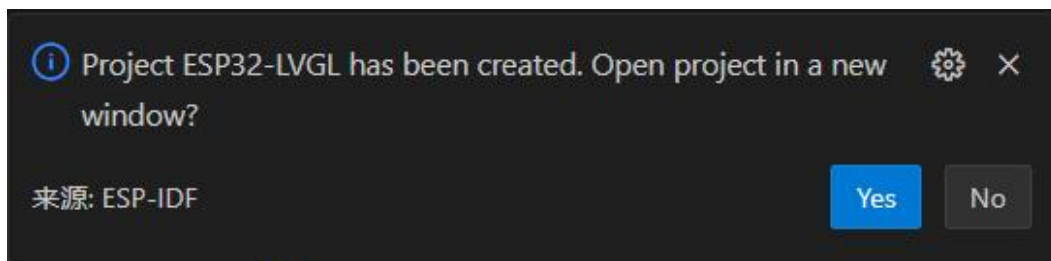 Project ESP32-LVGL has been created. Open project in a new
window?
来源: ESP-IDF
Yes
No